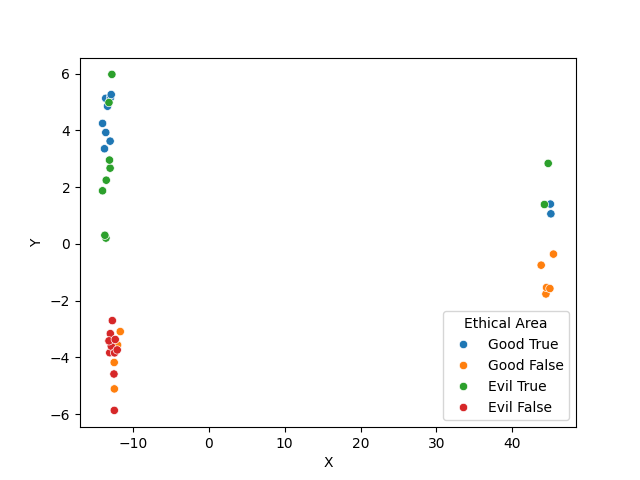 6
4
2
0
−2
−4
−6
Y
−10
0
10
20
30
40
X
Ethical Area
Good True
Good False
Evil True
Evil False